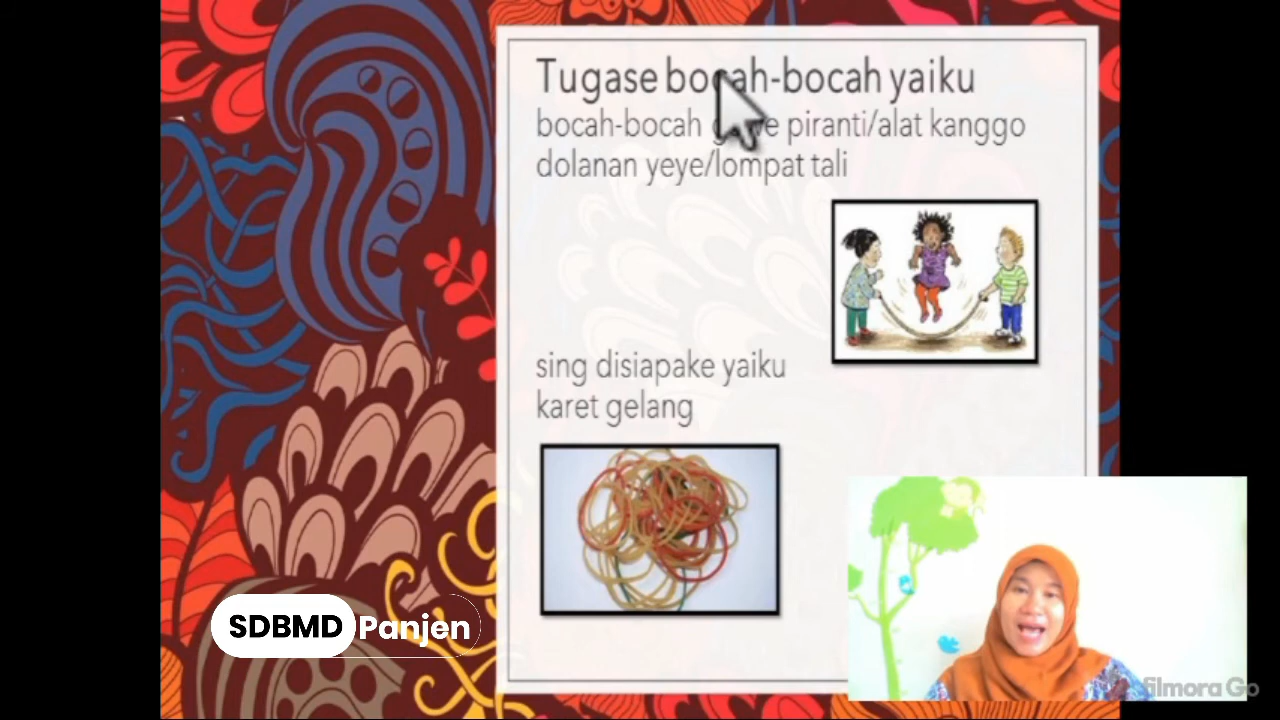 Tugase bocah-bocah yaiku
bocah-bocah piranti/alat kanggo
dolanan yeye/lompat tali
sing disiapake yaiku
karet gelang
SDBMD Panjen
filmora Go